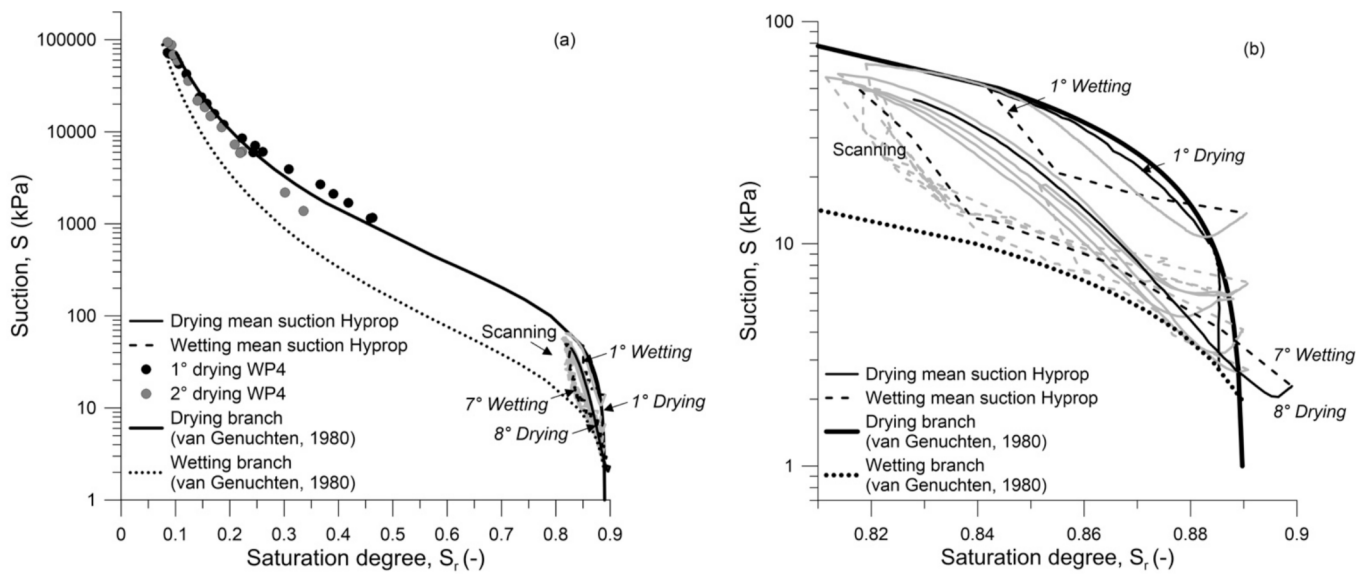 (a)
Suction, S (kPa)
100000
10000
1000
100
10
1
Drying mean suction Hyprop
Wetting mean suction Hyprop
1° drying WP4
2° drying WP4
Drying branch
(van Genuchten, 1980)
Wetting branch
(van Genuchten, 1980)
Scanning
1° Wetting
7° Wetting
1° Drying
8° Drying
0 0.1 0.2 0.3 0.4 0.5 0.6 0.7 0.8 0.9
Saturation degree, Sr (-)
(b)
Suction, S (kPa)
100
10
1
1° Wetting
Scanning
1° Drying
7° Wetting
8° Drying
Drying mean suction Hyprop
Wetting mean suction Hyprop
Drying branch
(van Genuchten, 1980)
Wetting branch
(van Genuchten, 1980)
0.82 0.84 0.86 0.88 0.9
Saturation degree, Sr (-)